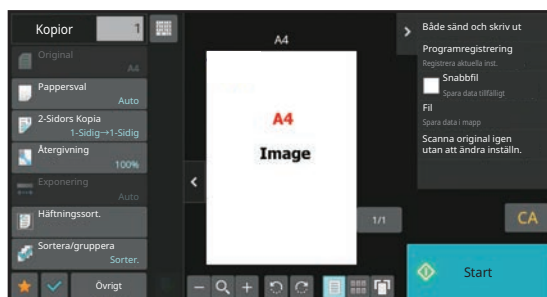 Kopior
1
Original
A4
Pappersval
Auto
2-Sidors Kopia
1-Sidig→1-Sidig
Återgivning
100%
Exponering
Auto
Häftningssort.
Sortera/gruppera
Sorter.
Övrigt
A4
A4
Image
1/1
Både sänd och skriv ut
Programregistrering
Registrera aktuella inst.
Snabbfil
Spara data tillfälligt
Fil
Spara data i mapp
Scanna original igen
utan att ändra inställn.
CA
Start